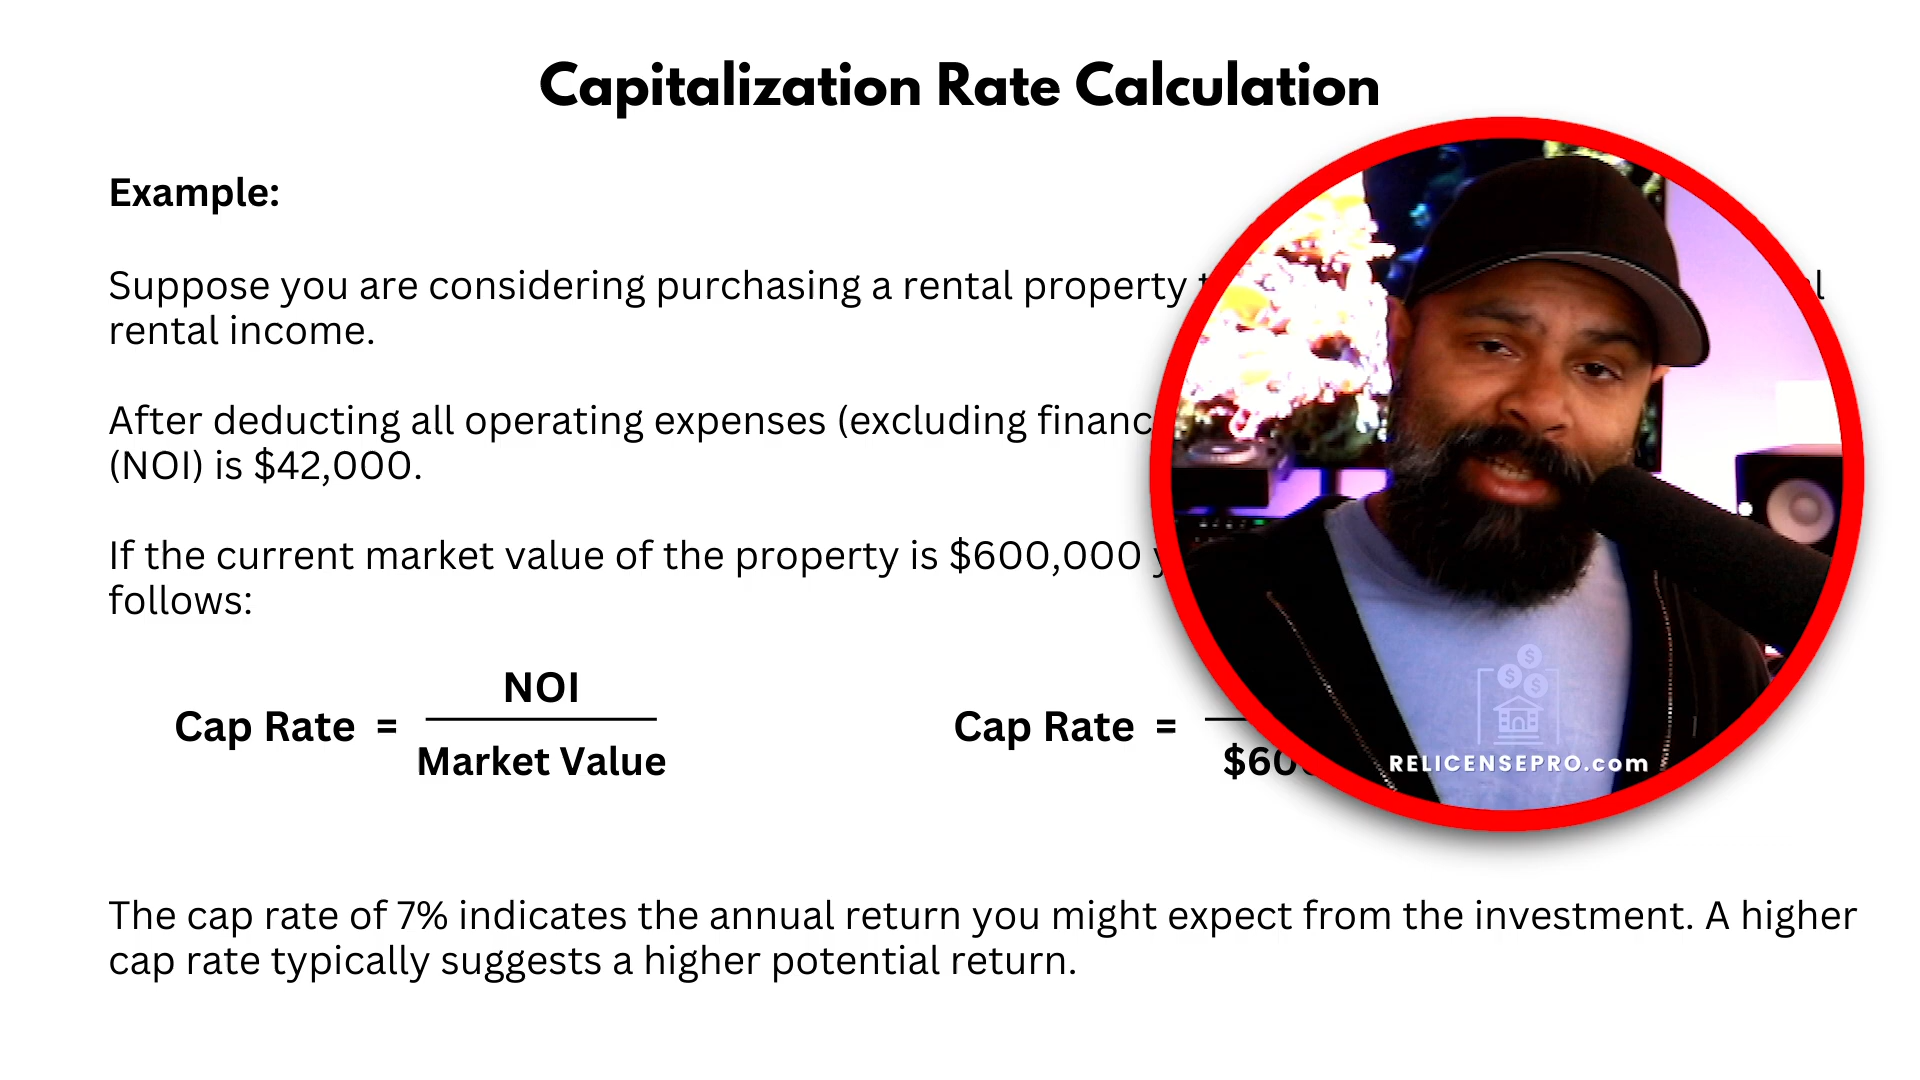 Capitalization Rate Calculation
Example:
Suppose you are considering purchasing a rental property
rental income.
After deducting all operating expenses (excluding
(NOI) is $42,000.
If the current market value of the property is $600,000
follows:
Cap Rate = NOI
Market Value
Cap Rate =
RELICENSEPRO.com
The cap rate of 7% indicates the annual return you might expect from the investment. A higher
cap rate typically suggests a higher potential return.